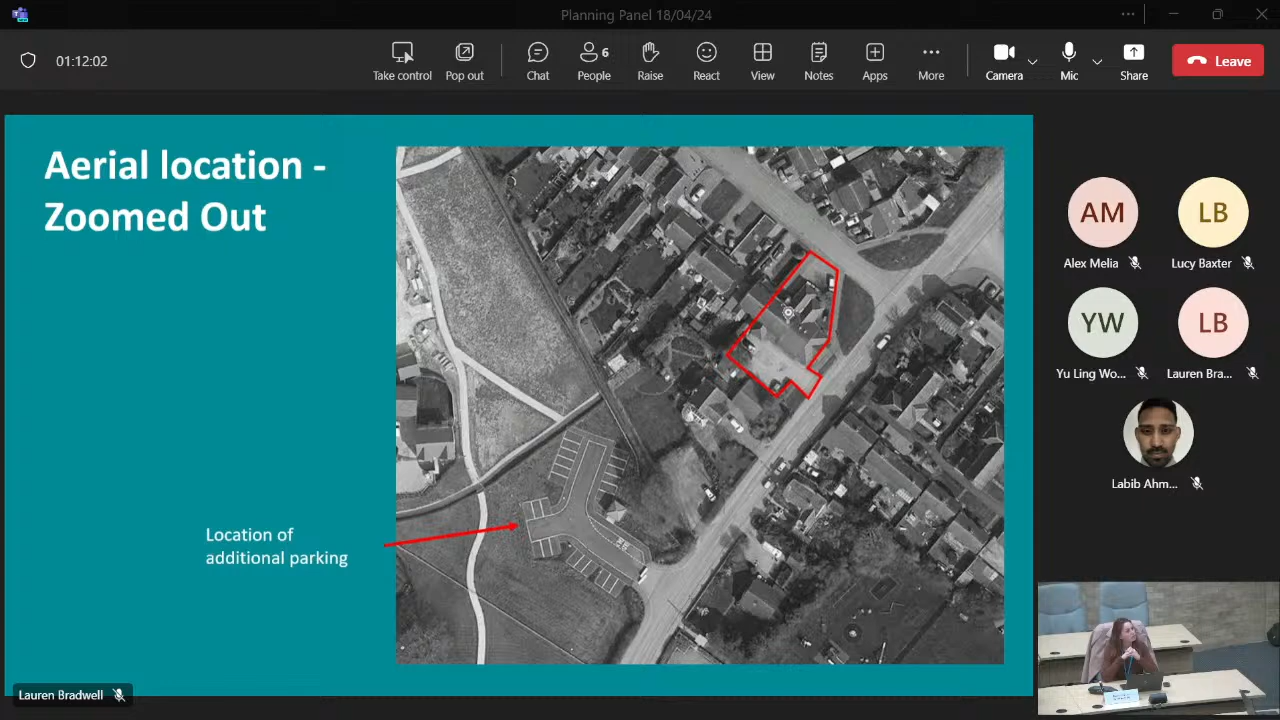 Planning Panel 18/04/24
01:12:02
Take control
Pop out
Chat
6
People
Raise
React
View
Notes
Apps
More
Camera
Mic
Share
Leave
Aerial location -
Zoomed Out
Location of
additional parking
AM
Alex Melia
LB
Lucy Baxter
YW
Yu Ling Wo...
LB
Lauren Bra...
Labib Ahm...
Lauren Bradwell